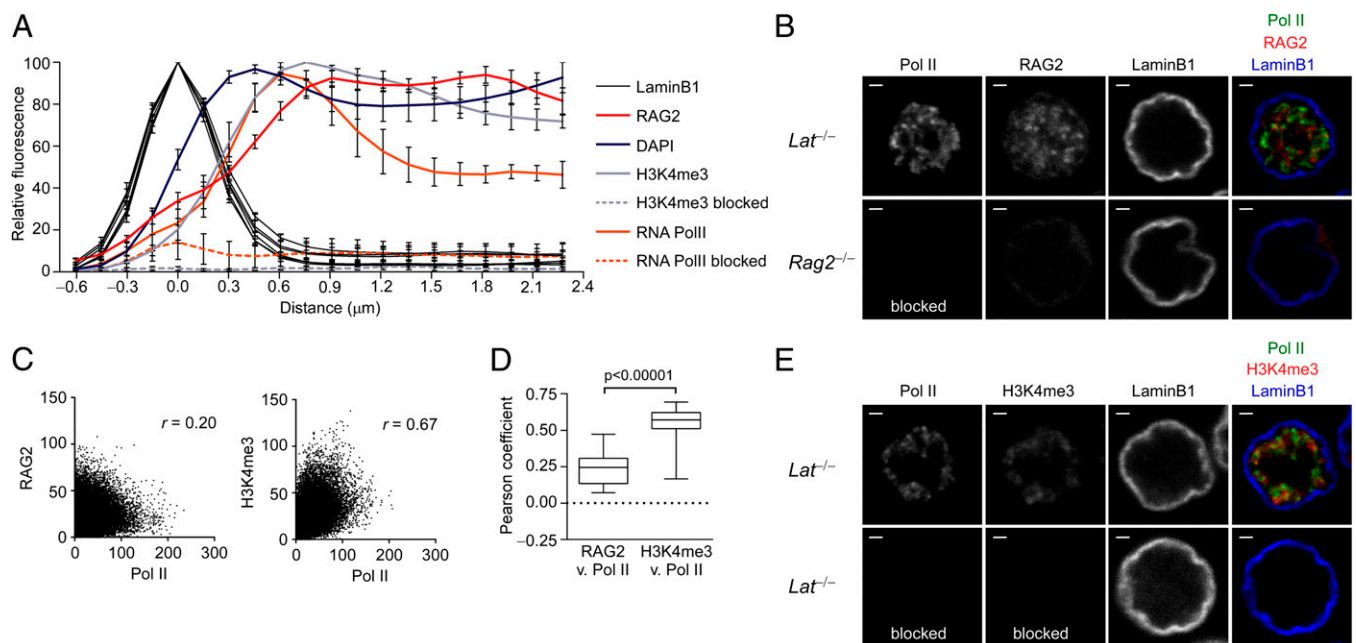 A
Relative fluorescence
100
80
60
40
20
0
−0.6 −0.3 0.0 0.3 0.6 0.9 1.2 1.5 1.8 2.1 2.4
Distance (μm)
LaminB1
RAG2
DAPI
H3K4me3
H3K4me3 blocked
RNA PolII
RNA PolII blocked
B
Pol II
RAG2
LaminB1
Pol II
RAG2
LaminB1
Lat−/−
Rag2−/−
blocked
C
RAG2
150
100
50
0
r = 0.20
0 100 200 300
Pol II
H3K4me3
150
100
50
0
r = 0.67
0 100 200 300
Pol II
D
p<0.00001
Pearson coefficient
0.75
0.50
0.25
0.00
−0.25
RAG2 H3K4me3
v. Pol II v. Pol II
E
Pol II
H3K4me3
LaminB1
Pol II
H3K4me3
LaminB1
Lat−/−
Lat−/−
blocked
blocked